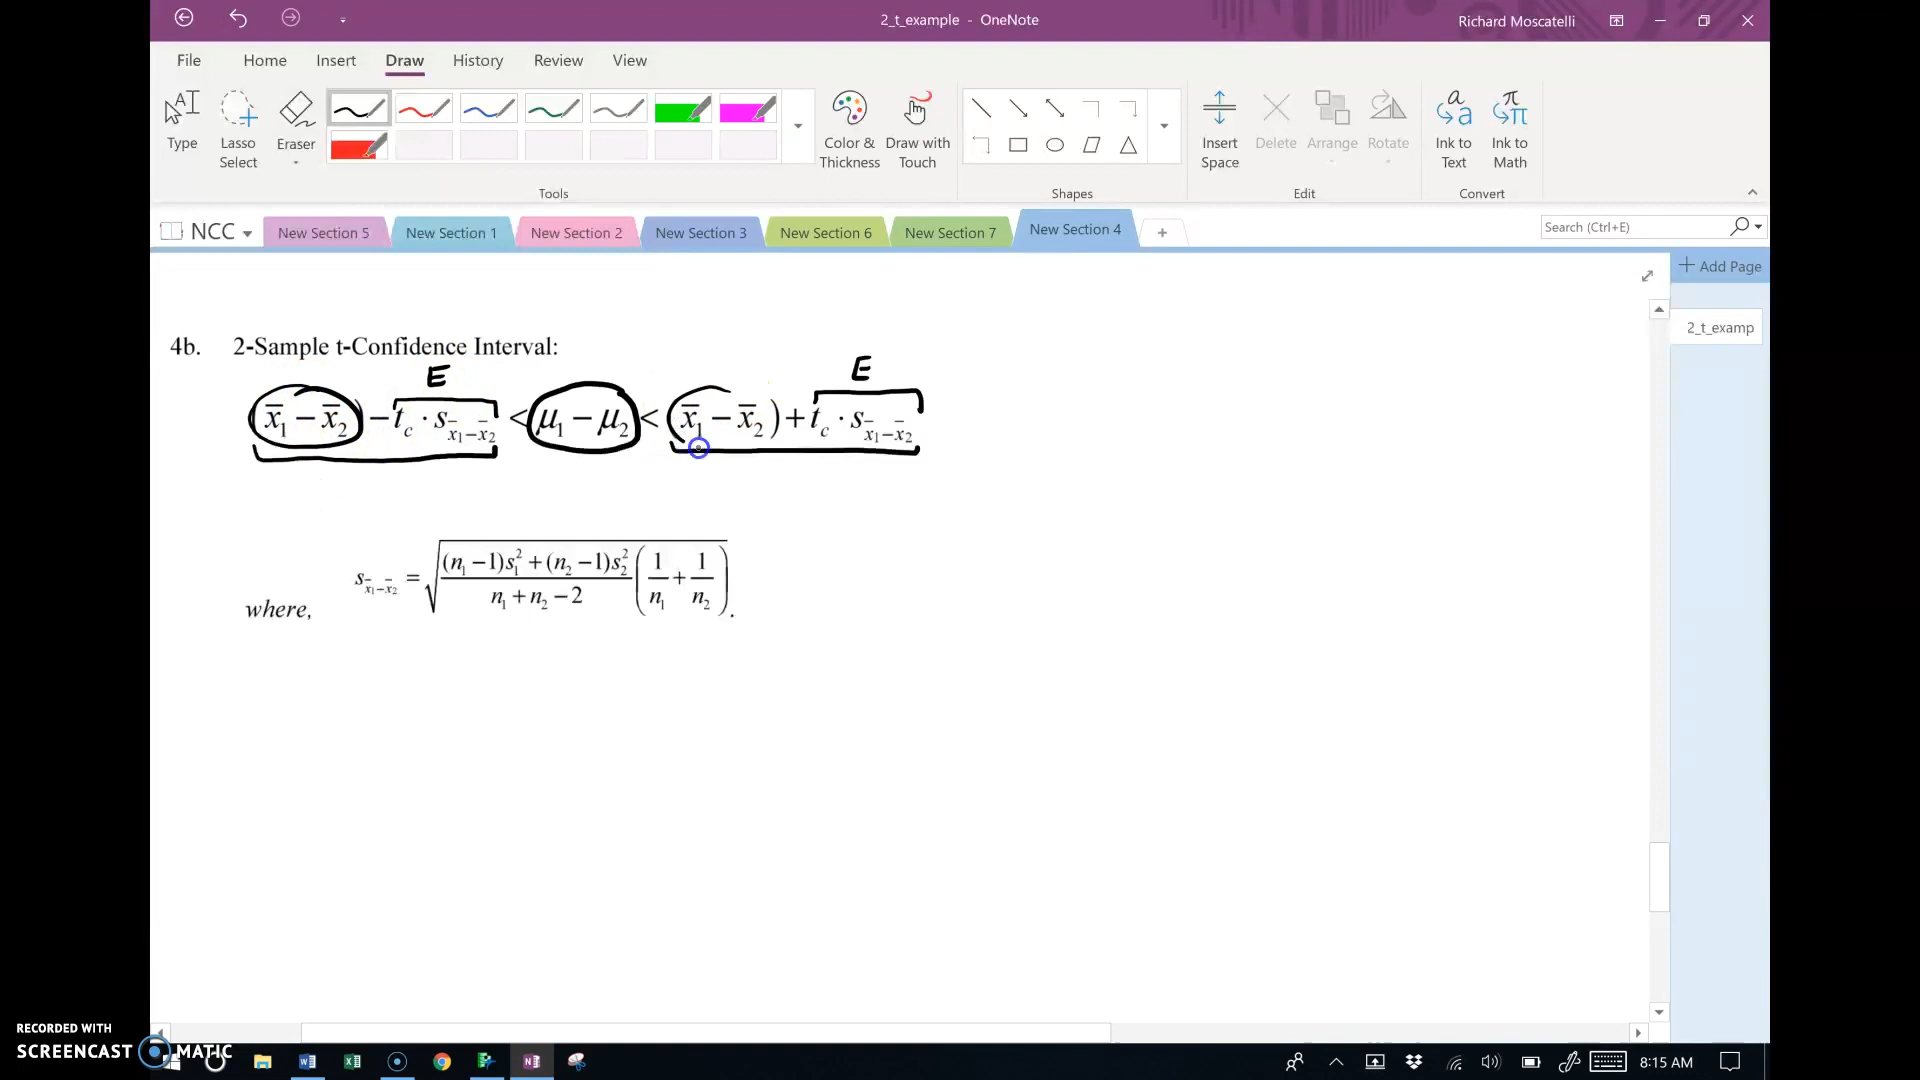 2_t_example - OneNote
Richard Moscatelli
File Home Insert Draw History Review View
Type
Lasso Select
Eraser
Color & Thickness
Draw with Touch
Insert Space
Delete
Arrange
Rotate
Ink to Text
Ink to Math
Tools
Shapes
Edit
Convert
NCC
New Section 5 New Section 1 New Section 2 New Section 3 New Section 6 New Section 7 New Section 4 +
Search (Ctrl+E)
+ Add Page
2_t_examp
4b. 2-Sample t-Confidence Interval:
E E
(x̄₁ − x̄₂) − t_c · s_{x̄₁−x̄₂} < μ₁ − μ₂ < (x̄₁ − x̄₂) + t_c · s_{x̄₁−x̄₂}
where, s_{x̄₁−x̄₂} = √( ((n₁ −1)s₁² + (n₂ −1)s₂²) / (n₁ + n₂ − 2) (1/n₁ + 1/n₂) ) .
RECORDED WITH
SCREENCAST MATIC
8:15 AM